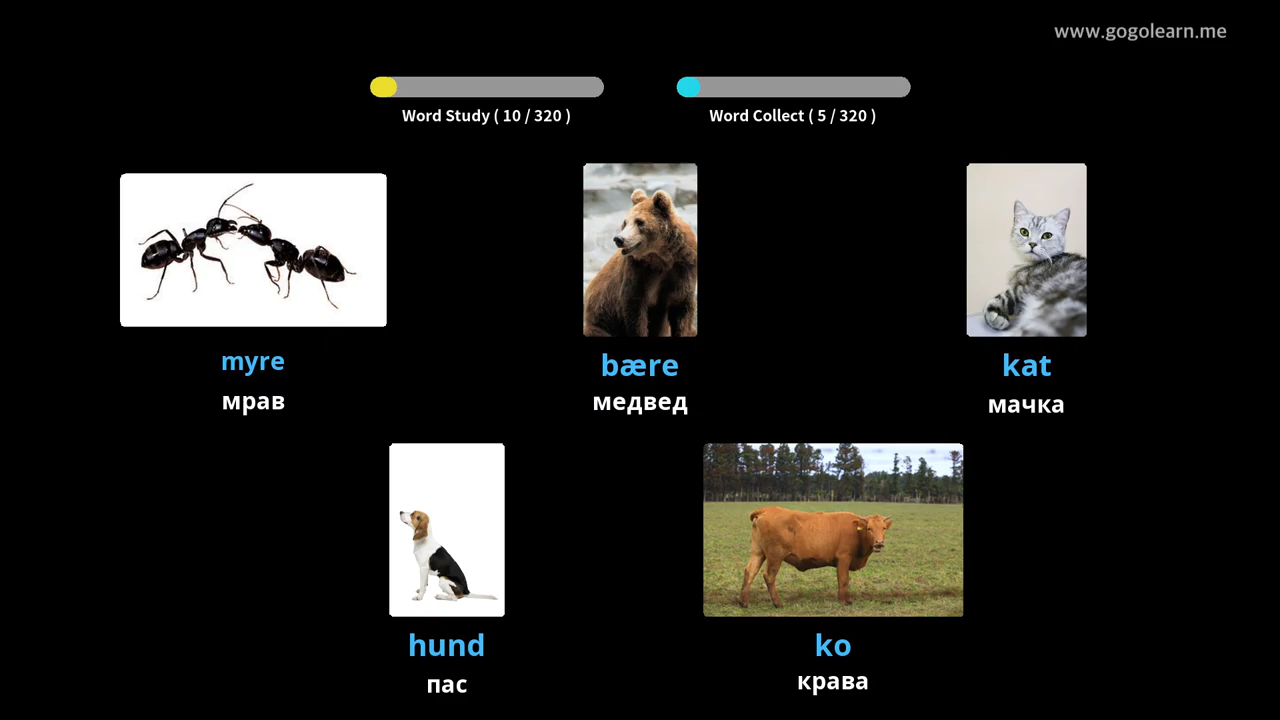 www.gogolearn.me
Word Study ( 10 / 320 )
Word Collect ( 5 / 320 )
myre
мрав
bære
медвед
kat
мачка
hund
пас
ko
крава